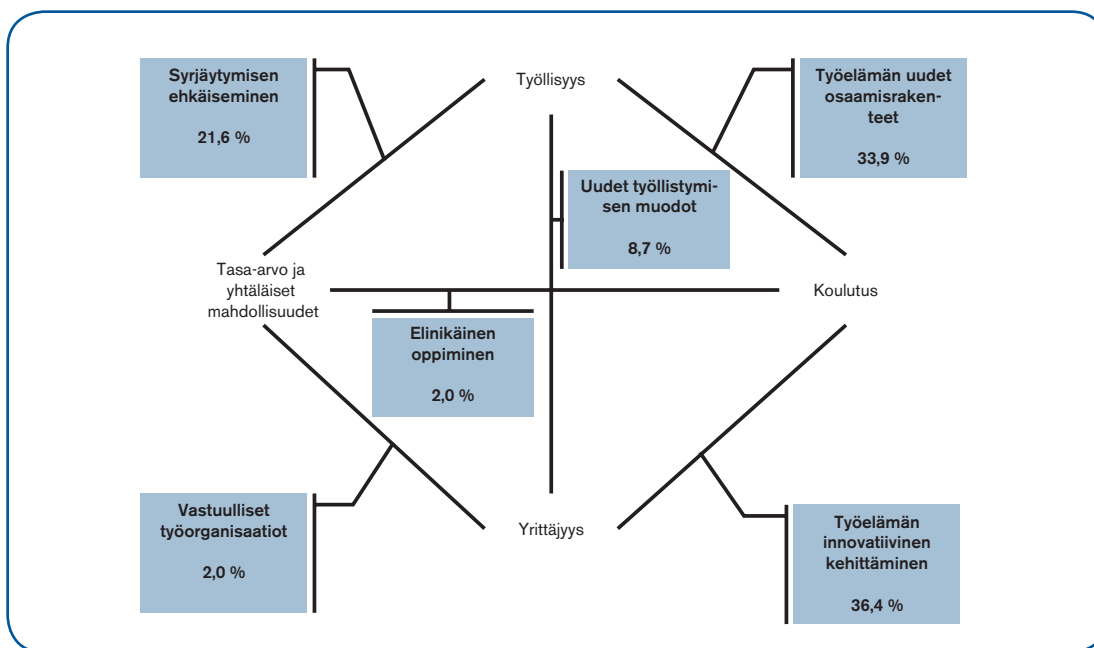 Syrjäytymisen
ehkäiseminen
21,6 %
Työllisyys
Työelämän uudet
osaamisraken-
teet
33,9 %
Uudet työllistymi-
sen muodot
8,7 %
Tasa-arvo ja
yhtäläiset
mahdollisuudet
Koulutus
Elinikäinen
oppiminen
2,0 %
Vastuulliset
työorganisaatiot
2,0 %
Yrittäjyys
Työelämän
innovatiivinen
kehittäminen
36,4 %